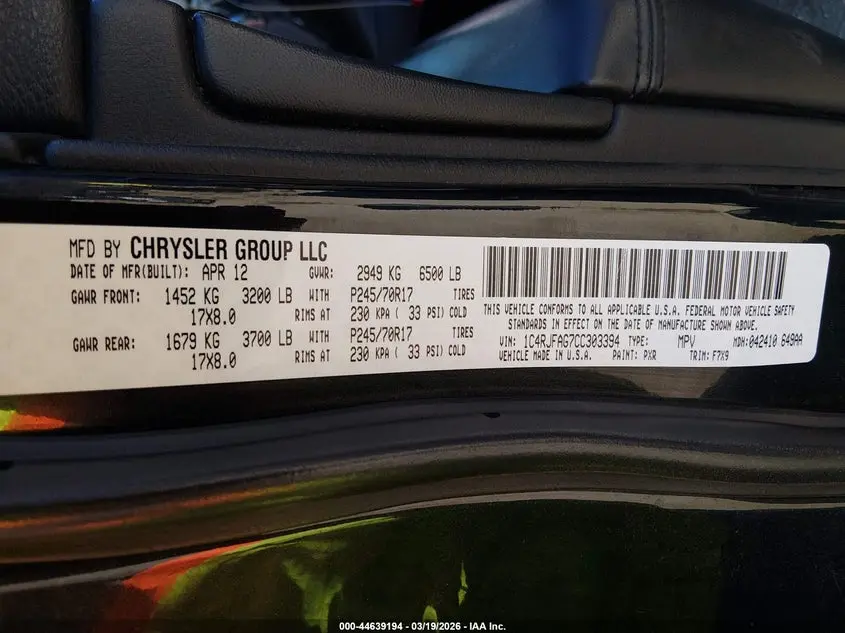 MFD BY CHRYSLER GROUP LLC
DATE OF MFR(BUILT): APR 12 GVWR: 2949 KG 6500 LB
GAWR FRONT: 1452 KG 3200 LB WITH P245/70R17 TIRES
17X8.0 RIMS AT 230 KPA ( 33 PSI) COLD
GAWR REAR: 1679 KG 3700 LB WITH P245/70R17 TIRES
17X8.0 RIMS AT 230 KPA ( 33 PSI) COLD
THIS VEHICLE CONFORMS TO ALL APPLICABLE U.S.A. FEDERAL MOTOR VEHICLE SAFETY
STANDARDS IN EFFECT ON THE DATE OF MANUFACTURE SHOWN ABOVE.
VIN: 1C4RJFAG7CC303394 TYPE: MPV MDH:042410 649AA
VEHICLE MADE IN U.S.A. PAINT: PXR TRIM: F7X9
000-44639194 - 03/19/2026 - IAA Inc.